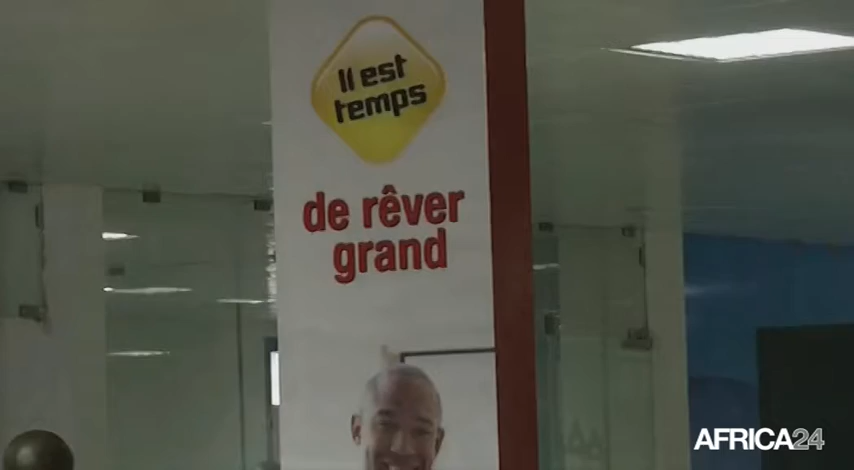 Il est
temps
de rêver
grand
AFRICA24